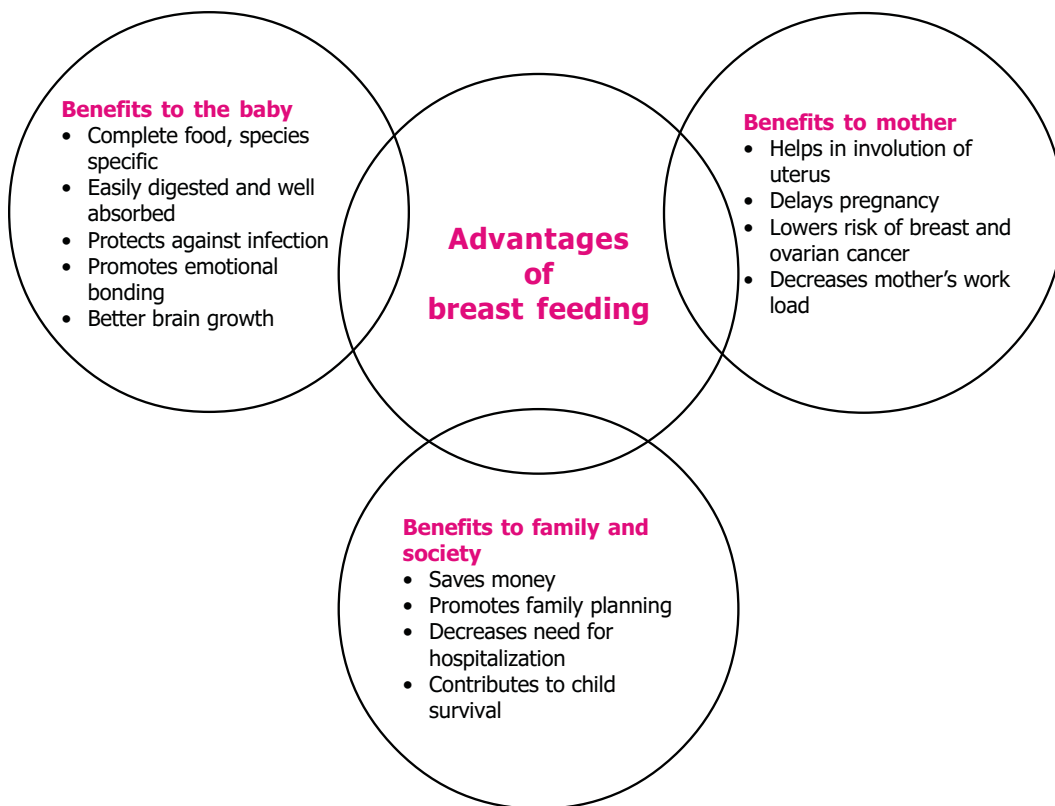 Benefits to the baby
• Complete food, species
specific
• Easily digested and well
absorbed
• Protects against infection
• Promotes emotional
bonding
• Better brain growth
Advantages
of
breast feeding
Benefits to mother
• Helps in involution of
uterus
• Delays pregnancy
• Lowers risk of breast and
ovarian cancer
• Decreases mother’s work
load
Benefits to family and
society
• Saves money
• Promotes family planning
• Decreases need for
hospitalization
• Contributes to child
survival